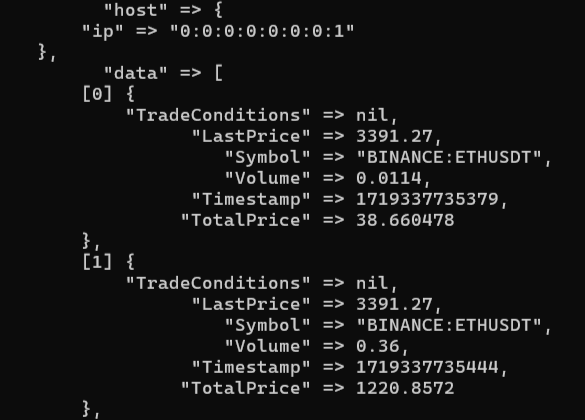 "host" => {
"ip" => "0:0:0:0:0:0:0:1"
},
"data" => [
[0] {
"TradeConditions" => nil,
"LastPrice" => 3391.27,
"Symbol" => "BINANCE:ETHUSDT",
"Volume" => 0.0114,
"Timestamp" => 1719337735379,
"TotalPrice" => 38.660478
},
[1] {
"TradeConditions" => nil,
"LastPrice" => 3391.27,
"Symbol" => "BINANCE:ETHUSDT",
"Volume" => 0.36,
"Timestamp" => 1719337735444,
"TotalPrice" => 1220.8572
},